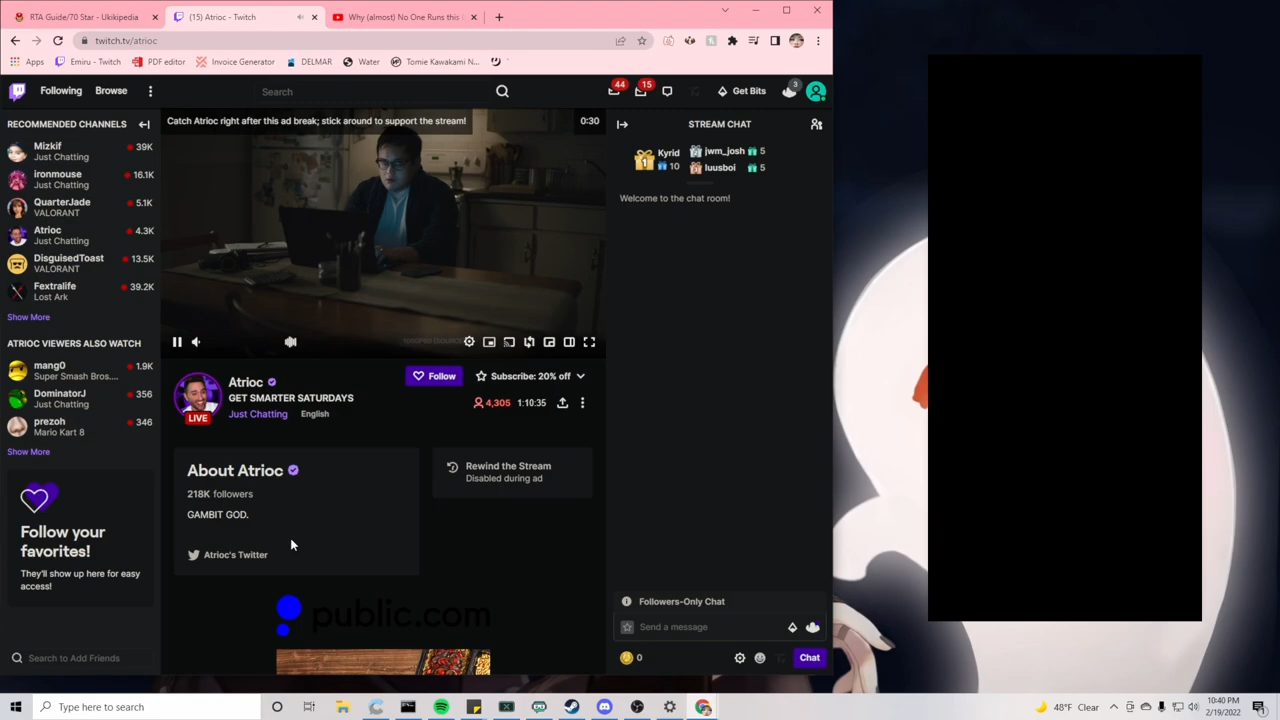 RTA Guide/70 Star - Ukikipedia
(15) Atrioc - Twitch
Why (almost) No One Runs this
twitch.tv/atrioc
Apps
Emiru - Twitch
PDF editor
Invoice Generator
DELMAR
Water
Tomie Kawakami N...
Following
Browse
Search
44
15
Get Bits
3
RECOMMENDED CHANNELS
Mizkif
39K
Just Chatting
ironmouse
16.1K
Just Chatting
QuarterJade
5.1K
VALORANT
Atrioc
4.3K
Just Chatting
DisguisedToast
13.5K
VALORANT
Fextralife
39.2K
Lost Ark
Show More
ATRIOC VIEWERS ALSO WATCH
mang0
1.9K
Super Smash Bros....
DominatorJ
356
Just Chatting
prezoh
346
Mario Kart 8
Show More
Follow your
favorites!
They'll show up here for easy
access!
Search to Add Friends
Catch Atrioc right after this ad break; stick around to support the stream!
0:30
LIVE
Atrioc
GET SMARTER SATURDAYS
Just Chatting
English
Follow
Subscribe: 20% off
4,305
1:10:35
About Atrioc
218K followers
GAMBIT GOD.
Atrioc's Twitter
Rewind the Stream
Disabled during ad
public.com
STREAM CHAT
1
Kyrid
10
jwm_josh
5
luusboi
5
Welcome to the chat room!
Followers-Only Chat
Send a message
0
Chat
Type here to search
48°F Clear
10:40 PM
2/19/2022
1